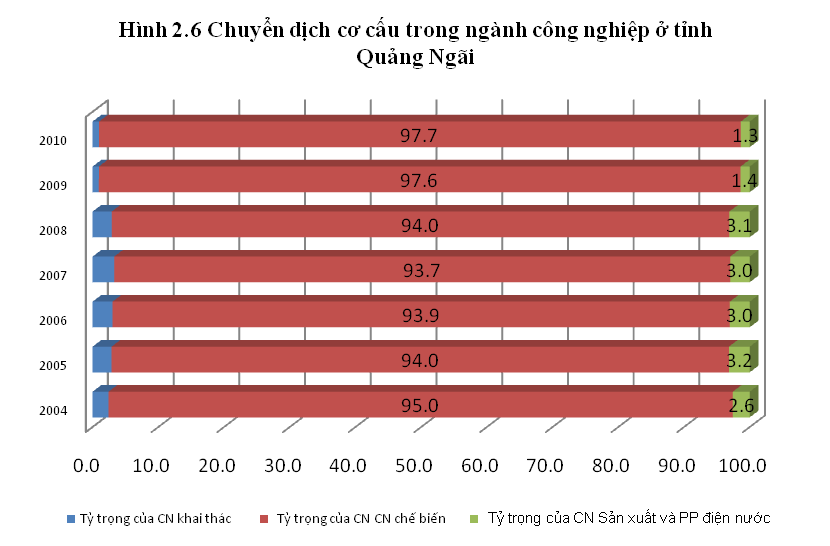 Hình 2.6 Chuyển dịch cơ cấu trong ngành công nghiệp ở tỉnh
Quảng Ngãi
2010 97.7 1.3
2009 97.6 1.4
2008 94.0 3.1
2007 93.7 3.0
2006 93.9 3.0
2005 94.0 3.2
2004 95.0 2.6
0.0 10.0 20.0 30.0 40.0 50.0 60.0 70.0 80.0 90.0 100.0
Tỷ trọng của CN khai thác Tỷ trọng của CN CN chế biến Tỷ trọng của CN Sản xuất và PP điện nước